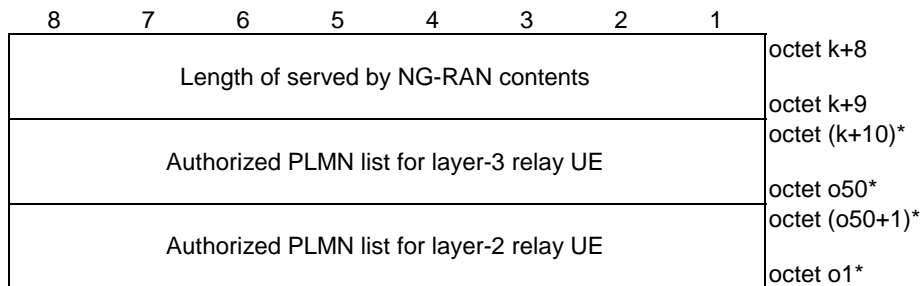 8 7 6 5 4 3 2 1
octet k+8
Length of served by NG-RAN contents
octet k+9
octet (k+10)*
Authorized PLMN list for layer-3 relay UE
octet o50*
octet (o50+1)*
Authorized PLMN list for layer-2 relay UE
octet o1*